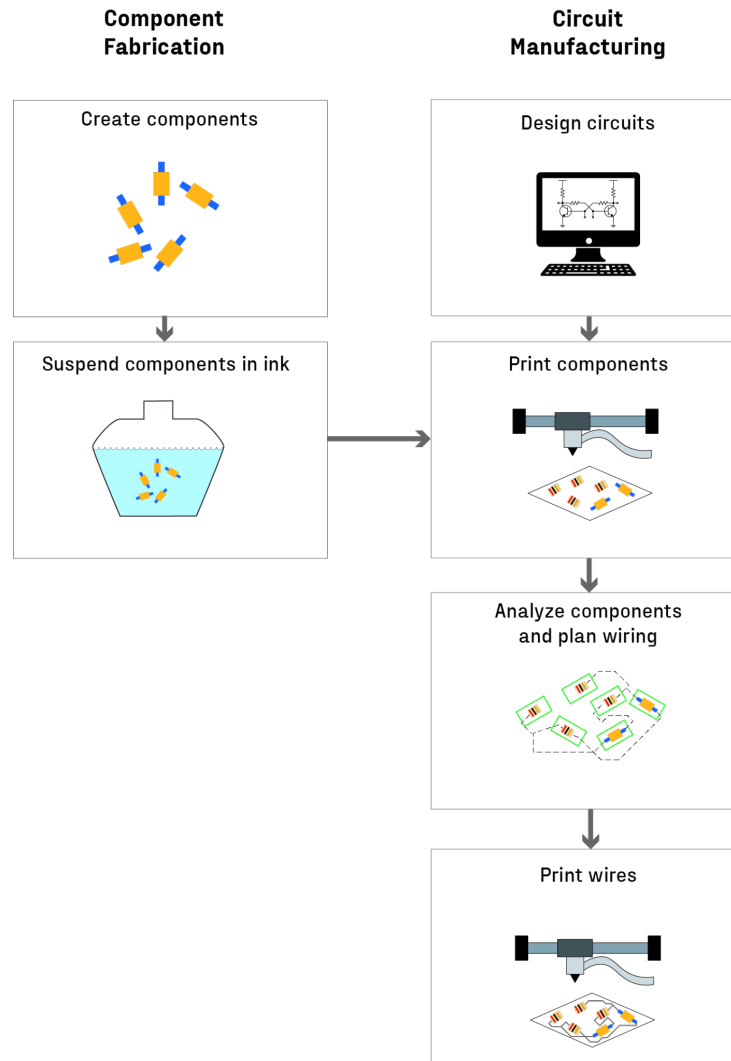 Component
Fabrication
Circuit
Manufacturing
Create components
Design circuits
Suspend components in ink
Print components
Analyze components
and plan wiring
Print wires